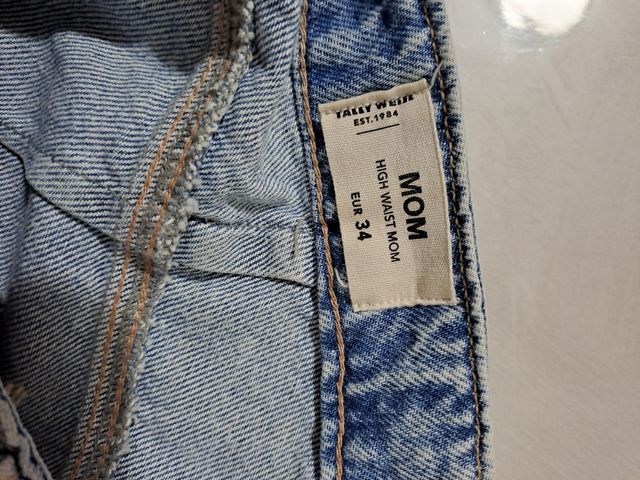 TALLY WEIJL
EST.1984
MOM
HIGH WAIST MOM
EUR 34